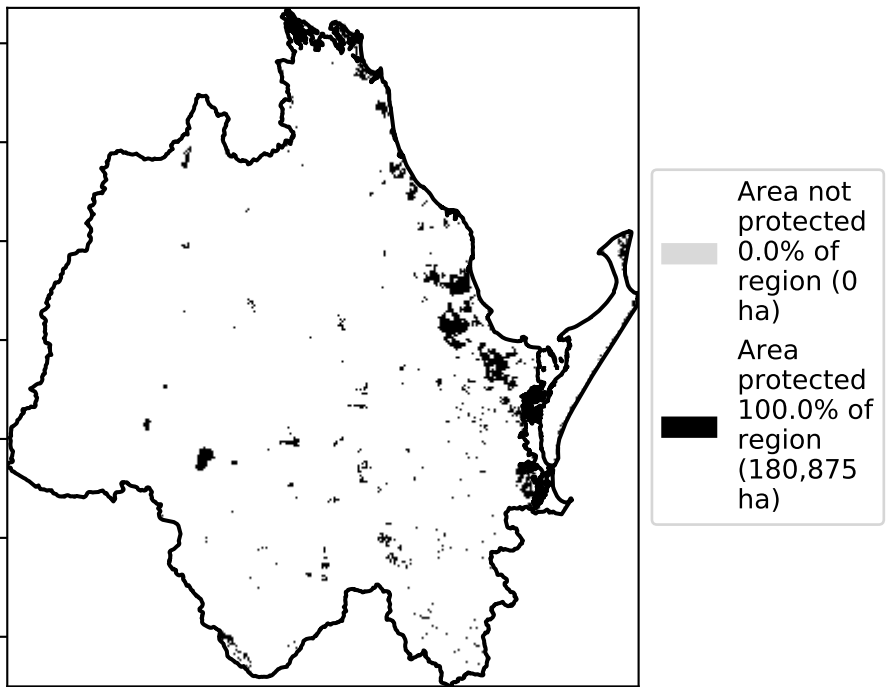 Area not
protected
0.0% of
region (0
ha)
Area
protected
100.0% of
region
(180,875
ha)